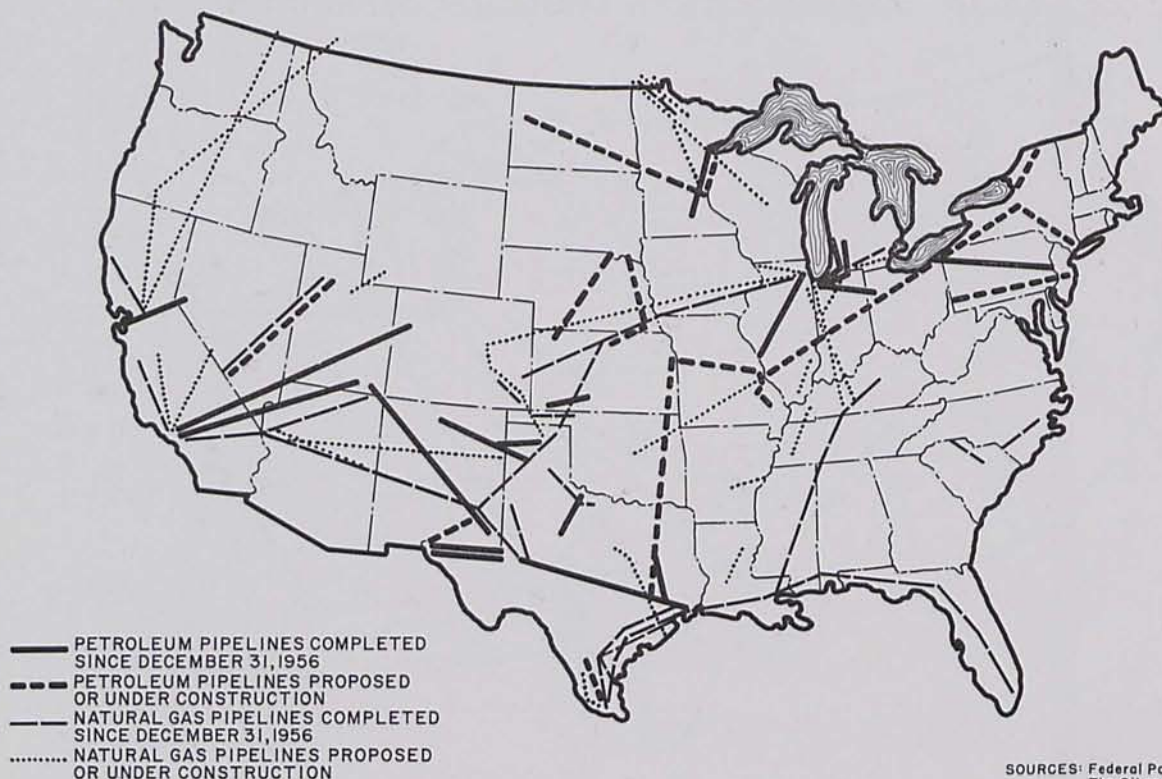 PETROLEUM PIPELINES COMPLETED
SINCE DECEMBER 31, 1956
PETROLEUM PIPELINES PROPOSED
OR UNDER CONSTRUCTION
NATURAL GAS PIPELINES COMPLETED
SINCE DECEMBER 31, 1956
NATURAL GAS PIPELINES PROPOSED
OR UNDER CONSTRUCTION
SOURCES: Federal